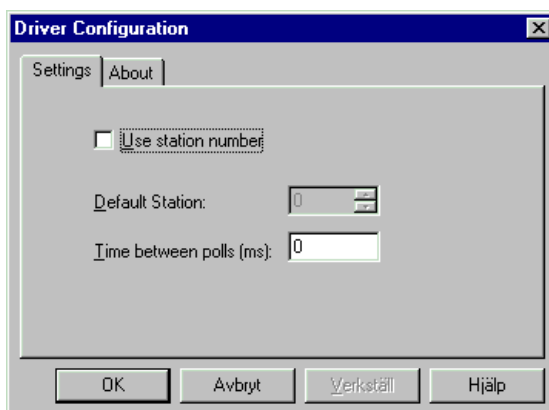 Driver Configuration
Settings About
Use station number
Default Station: 0
Time between polls (ms): 0
OK Avbryt Verkställ Hjälp